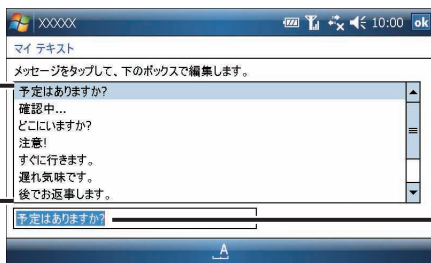 XXXXX 10:00 ok
マイ テキスト
メッセージをタップして、下のボックスで編集します。
予定はありますか?
確認中...
どこにいますか?
注意!
すぐに行きます。
遅れ気味です。
後でお返事します。
予定はありますか?
A